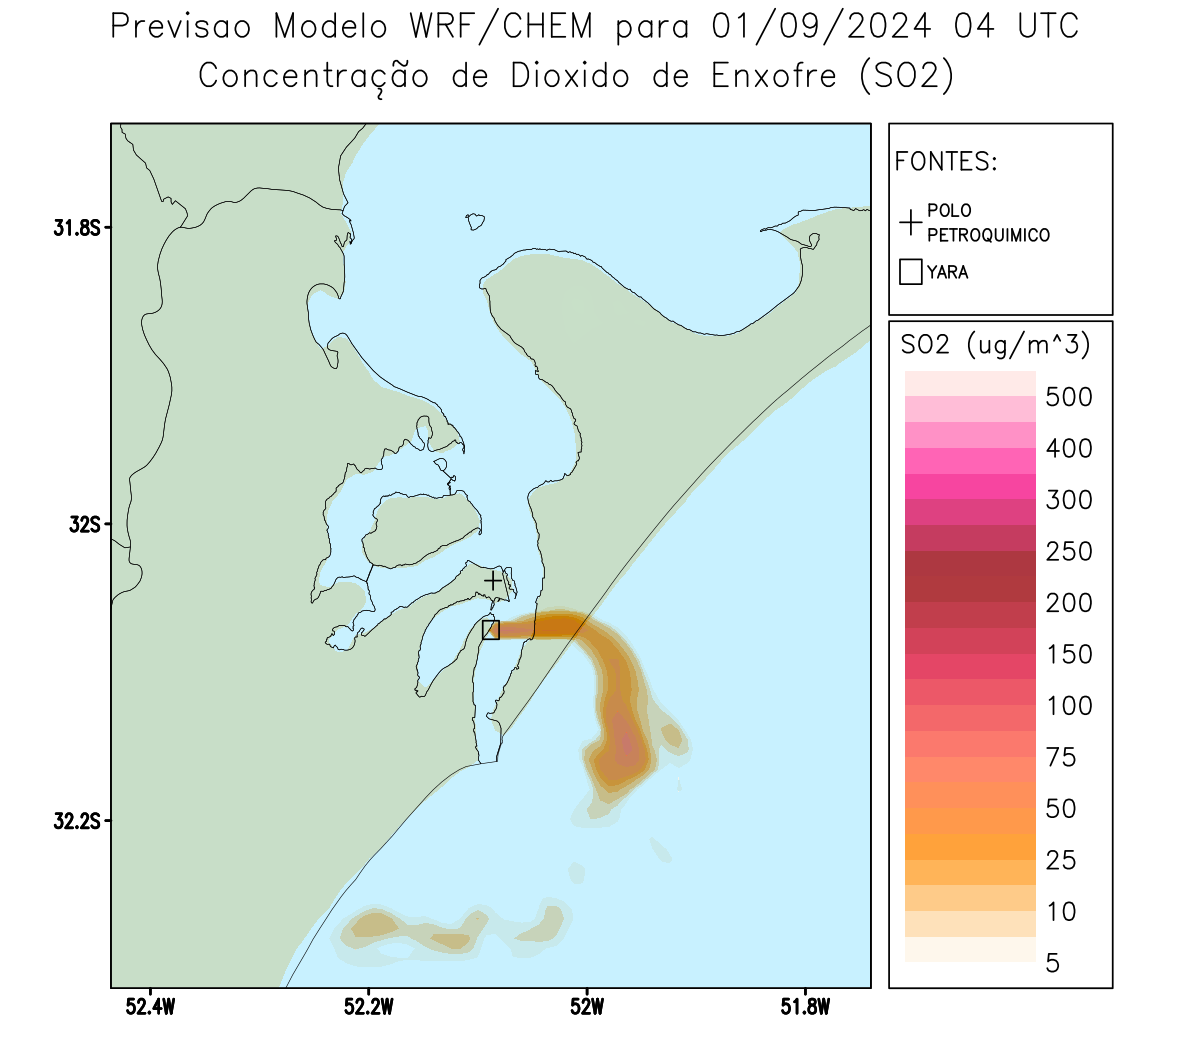 Previsao Modelo WRF/CHEM para 01/09/2024 04 UTC
Concentração de Dioxido de Enxofre (SO2)
FONTES:
POLO
PETROQUIMICO
YARA
SO2 (ug/m^3)
500
400
300
250
200
150
100
75
50
25
10
5
31.8S
32S
32.2S
52.4W
52.2W
52W
51.8W